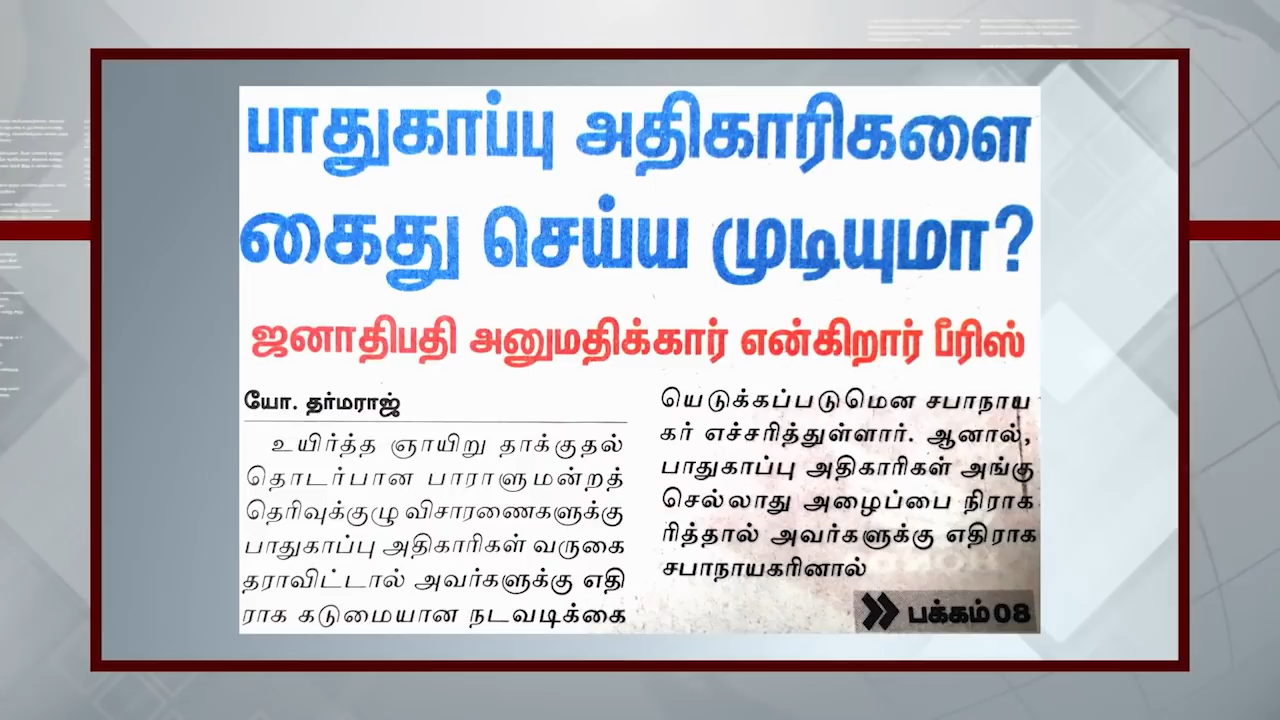 பாதுகாப்பு அதிகாரிகளை
கைது செய்ய முடியுமா?
ஜனாதிபதி அனுமதிக்கார் என்கிறார் பீரிஸ்
யோ. தர்மராஜ்
உயிர்த்த ஞாயிறு தாக்குதல்
தொடர்பான பாராளுமன்றத்
தெரிவுக்குழு விசாரணைகளுக்கு
பாதுகாப்பு அதிகாரிகள் வருகை
தராவிட்டால் அவர்களுக்கு எதி
ராக கடுமையான நடவடிக்கை
யெடுக்கப்படுமென சபாநாய
கர் எச்சரித்துள்ளார். ஆனால்,
பாதுகாப்பு அதிகாரிகள் அங்கு
செல்லாது அழைப்பை நிராக
ரித்தால் அவர்களுக்கு எதிராக
சபாநாயகரினால்
பக்கம் 08